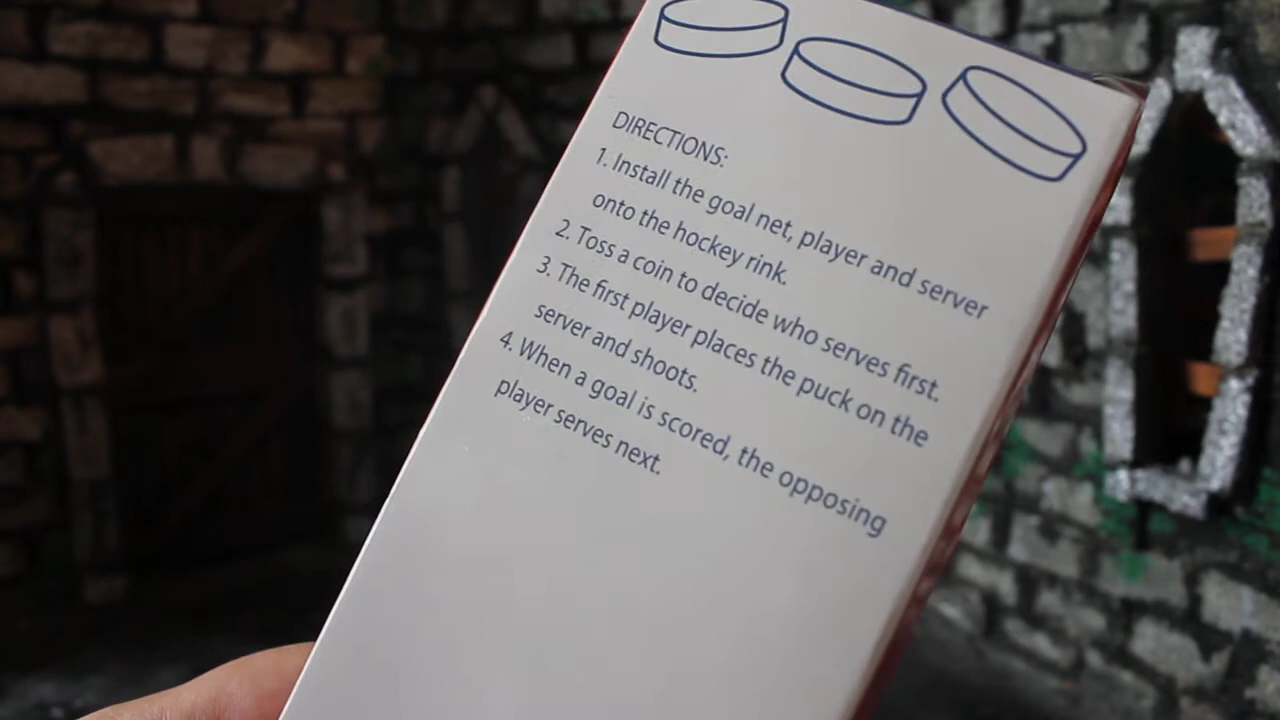 DIRECTIONS:
1. Install the goal net, player and server
onto the hockey rink.
2. Toss a coin to decide who serves first.
3. The first player places the puck on the
server and shoots.
4. When a goal is scored, the opposing
player serves next.